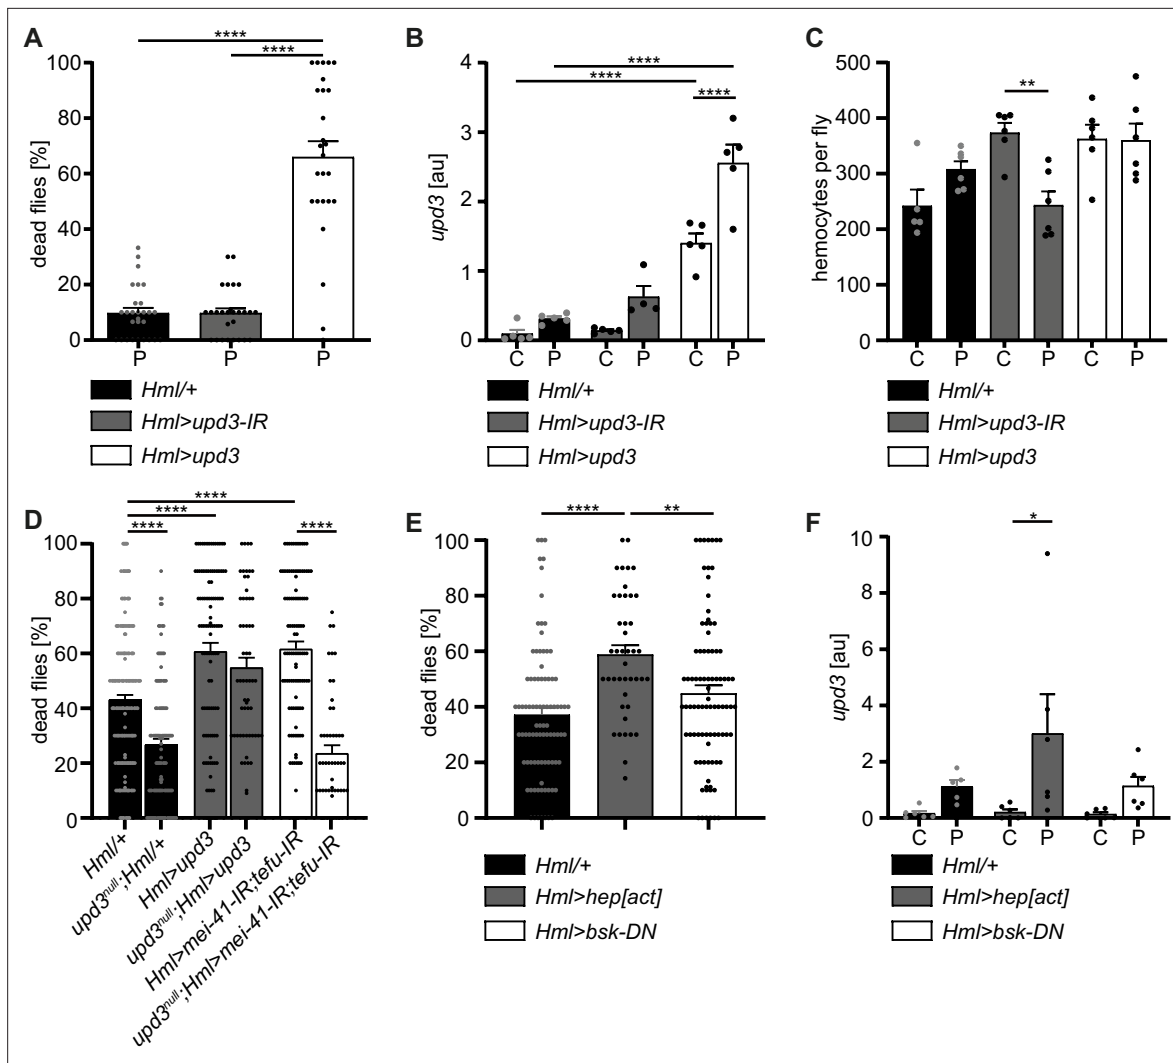 A
****
****
100
80
60
40
20
0
dead flies [%]
P
P
P
Hml/+
Hml>upd3-IR
Hml>upd3
B
****
****
****
4
3
2
1
0
upd3 [au]
C P C P C P
Hml/+
Hml>upd3-IR
Hml>upd3
C
**
500
400
300
200
100
0
hemocytes per fly
C P C P C P
Hml/+
Hml>upd3-IR
Hml>upd3
D
****
****
****
****
100
80
60
40
20
0
dead flies [%]
Hml/+
upd3null;Hml/+
Hml>upd3
upd3null;Hml>upd3
Hml>mei-41-IR;tefu-IR
upd3null;Hml>mei-41-IR;tefu-IR
E
****
**
100
80
60
40
20
0
dead flies [%]
Hml/+
Hml>hep[act]
Hml>bsk-DN
F
*
10
8
6
4
2
0
upd3 [au]
C P C P C P
Hml/+
Hml>hep[act]
Hml>bsk-DN